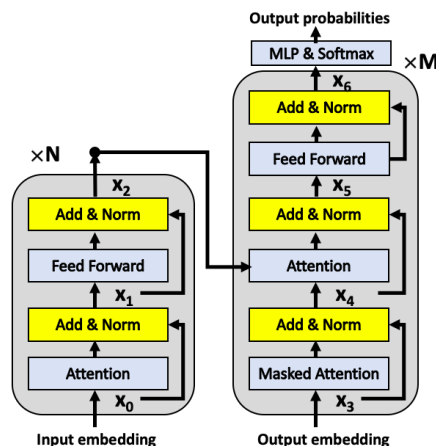 Output probabilities
MLP & Softmax
×M
x6
Add & Norm
Feed Forward
x5
Add & Norm
Attention
x4
Add & Norm
Masked Attention
x3
Output embedding
×N
x2
Add & Norm
Feed Forward
x1
Add & Norm
Attention
x0
Input embedding